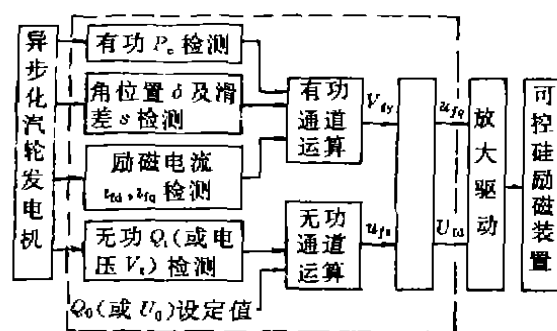 异步化汽轮发电机
有功 Pe 检测
角位置 δ 及滑
差 s 检测
励磁电流
ifd,ifq 检测
无功 Qt(或电
压 Vt)检测
Q0(或 U0)设定值
有功
通道
运算
无功
通道
运算
ufq
放大驱动
可控硅励磁装置